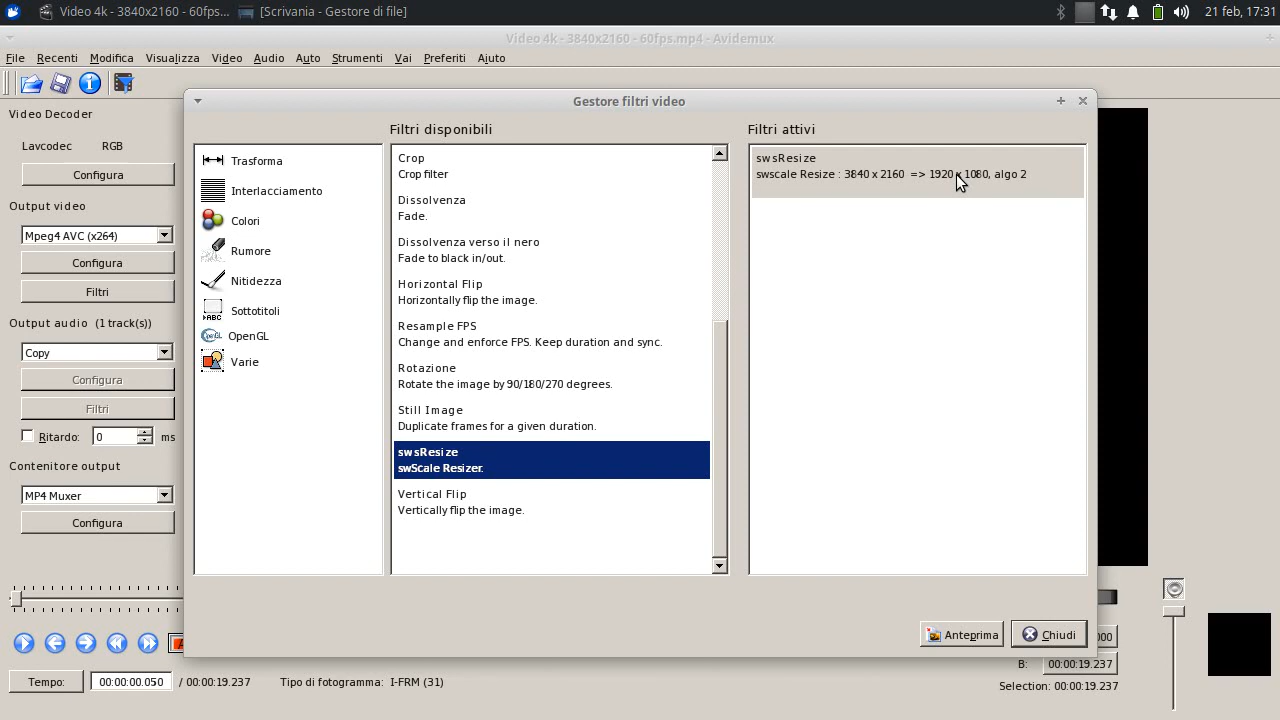 Video 4k - 3840x2160 - 60fps... [Scrivania - Gestore di file] 21 feb, 17:31
Video 4k - 3840x2160 - 60fps.mp4 - Avidemux
File Recenti Modifica Visualizza Video Audio Auto Strumenti Vai Preferiti Aiuto
Gestore filtri video
Video Decoder
Lavcodec RGB
Configura
Output video
Mpeg4 AVC (x264)
Configura
Filtri
Output audio (1 track(s))
Copy
Configura
Filtri
Ritardo: 0 ms
Contenitore output
MP4 Muxer
Configura
Trasforma
Interlacciamento
Colori
Rumore
Nitidezza
ABC Sottotitoli
OpenGL OpenGL
Varie
Filtri disponibili
Crop
Crop filter
Dissolvenza
Fade.
Dissolvenza verso il nero
Fade to black in/out.
Horizontal Flip
Horizontally flip the image.
Resample FPS
Change and enforce FPS. Keep duration and sync.
Rotazione
Rotate the image by 90/180/270 degrees.
Still Image
Duplicate frames for a given duration.
swsResize
swScale Resizer.
Vertical Flip
Vertically flip the image.
Filtri attivi
swsResize
swscale Resize : 3840 x 2160 => 1920 x 1080, algo 2
Anteprima Chiudi
A 000
B: 00:00:19.237
Tempo: 00:00:00.050 / 00:00:19.237 Tipo di fotogramma: I-FRM (31) Selection: 00:00:19.237